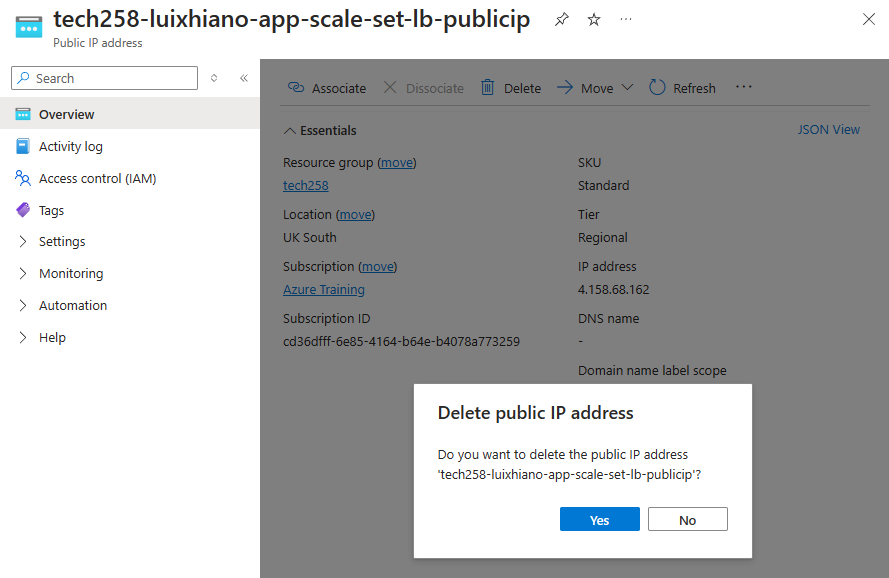 tech258-luixhiano-app-scale-set-lb-publicip
Public IP address
Search
Overview
Activity log
Access control (IAM)
Tags
Settings
Monitoring
Automation
Help
Associate Dissociate Delete Move Refresh
Essentials JSON View
Resource group (move)
tech258
Location (move)
UK South
Subscription (move)
Azure Training
Subscription ID
cd36dfff-6e85-4164-b64e-b4078a773259
SKU
Standard
Tier
Regional
IP address
4.158.68.162
DNS name
-
Domain name label scope
Delete public IP address
Do you want to delete the public IP address
'tech258-luixhiano-app-scale-set-lb-publicip'?
Yes No